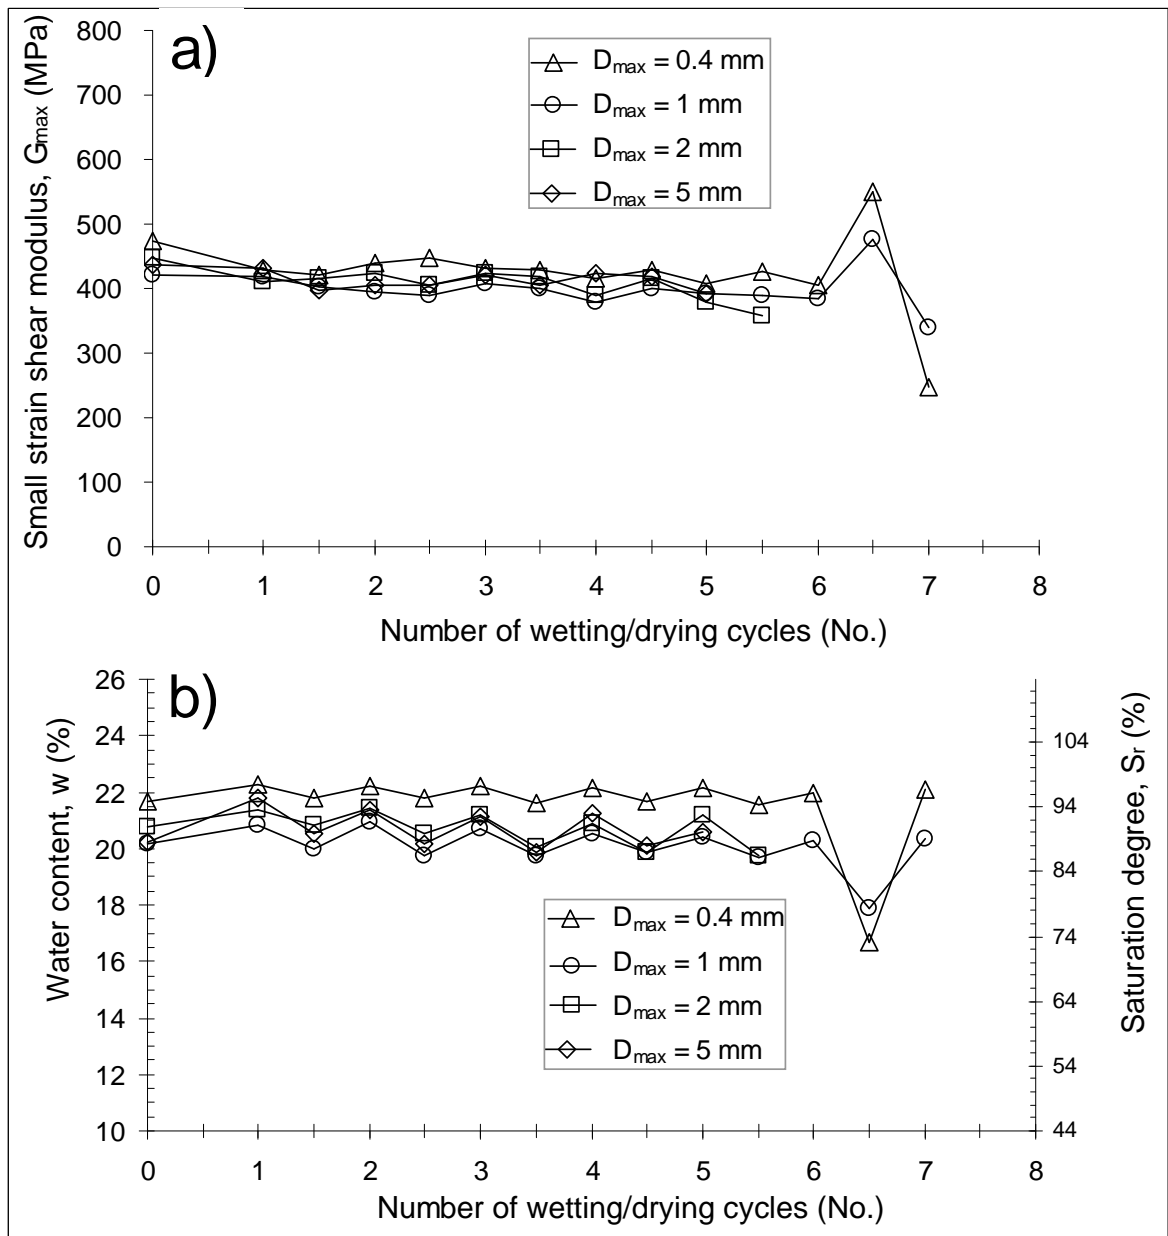 a)
Small strain shear modulus, Gmax (MPa)
800
700
600
500
400
300
200
100
0
Dmax = 0.4 mm
Dmax = 1 mm
Dmax = 2 mm
Dmax = 5 mm
0 1 2 3 4 5 6 7 8
Number of wetting/drying cycles (No.)
b)
Water content, w (%)
26
24
22
20
18
16
14
12
10
Dmax = 0.4 mm
Dmax = 1 mm
Dmax = 2 mm
Dmax = 5 mm
104
94
84
74
64
54
44
Saturation degree, Sr (%)
0 1 2 3 4 5 6 7 8
Number of wetting/drying cycles (No.)